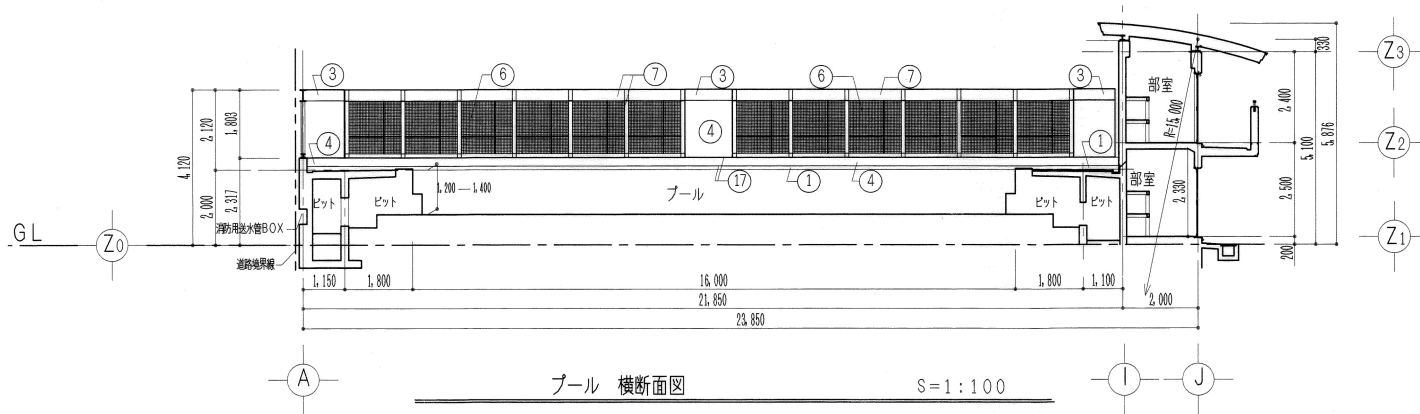 330
Z3
3
6
7
3
6
7
3
部室
R=15,000
2,400
5,100
5,876
4,120
2,120
1,803
4
4
1
Z2
1,200 — 1,400
プール
17
1
4
部室
2,330
2,500
2,000
2,317
ピット
ピット
ピット
ピット
消防用送水管BOX
GL
Z0
Z1
200
道路境界線
1,150
1,800
16,000
1,800
1,100
21,850
2,000
23,850
A
プール 横断面図
S=1:100
I
J